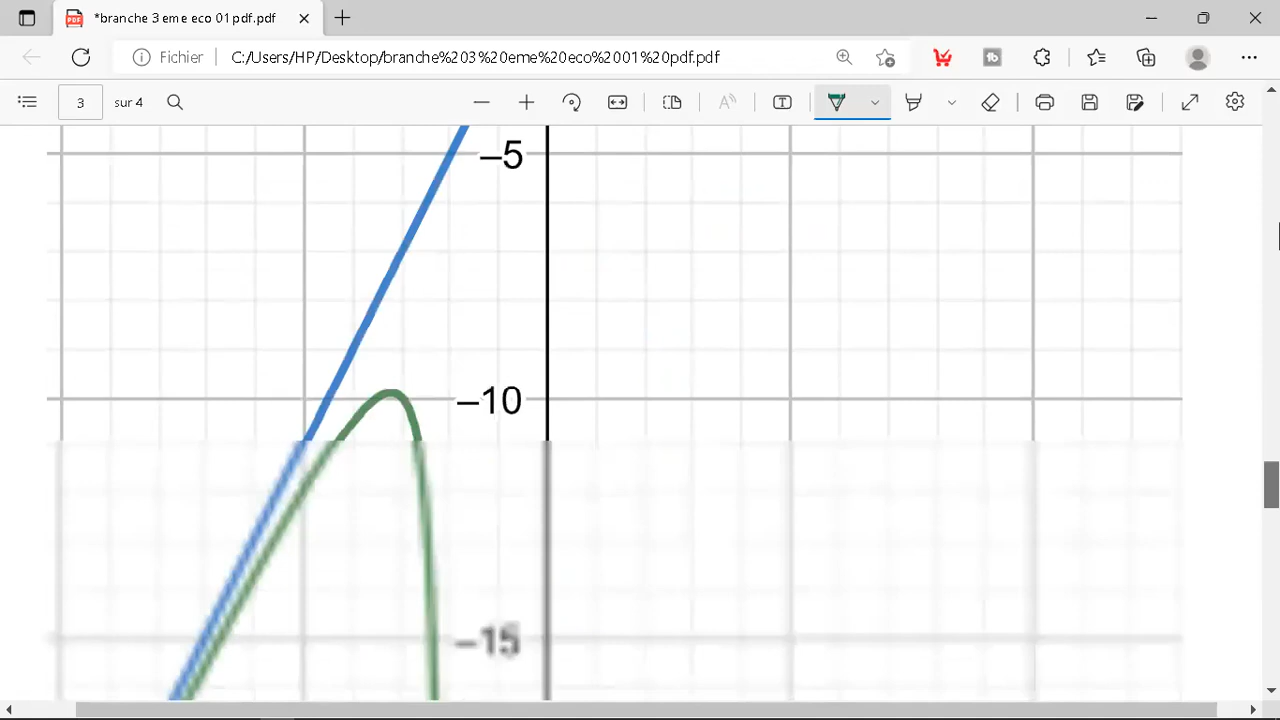 *branche 3 eme eco 01 pdf.pdf
Fichier
C:/Users/HP/Desktop/branche%203%20eme%20eco%2001%20pdf.pdf
3 sur 4
–5
–10
–15